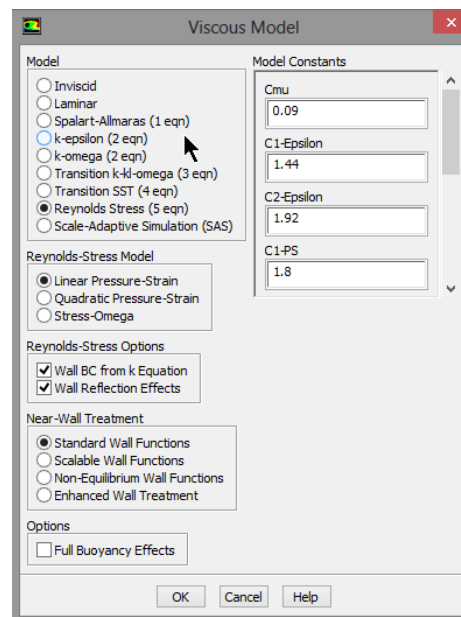 Viscous Model
Model
Inviscid
Laminar
Spalart-Allmaras (1 eqn)
k-epsilon (2 eqn)
k-omega (2 eqn)
Transition k-kl-omega (3 eqn)
Transition SST (4 eqn)
Reynolds Stress (5 eqn)
Scale-Adaptive Simulation (SAS)
Reynolds-Stress Model
Linear Pressure-Strain
Quadratic Pressure-Strain
Stress-Omega
Reynolds-Stress Options
Wall BC from k Equation
Wall Reflection Effects
Near-Wall Treatment
Standard Wall Functions
Scalable Wall Functions
Non-Equilibrium Wall Functions
Enhanced Wall Treatment
Options
Full Buoyancy Effects
Model Constants
Cmu
0.09
C1-Epsilon
1.44
C2-Epsilon
1.92
C1-PS
1.8
OK
Cancel
Help